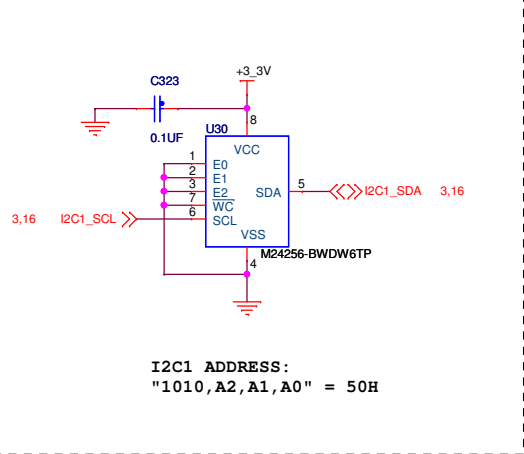 C323
+3_3V
0.1UF
U30
8
VCC
1 E0
2 E1
3 E2
7 WC
6 SCL
SDA 5
I2C1_SDA 3,16
3,16 I2C1_SCL
VSS
4
M24256-BWDW6TP
I2C1 ADDRESS:
"1010,A2,A1,A0" = 50H